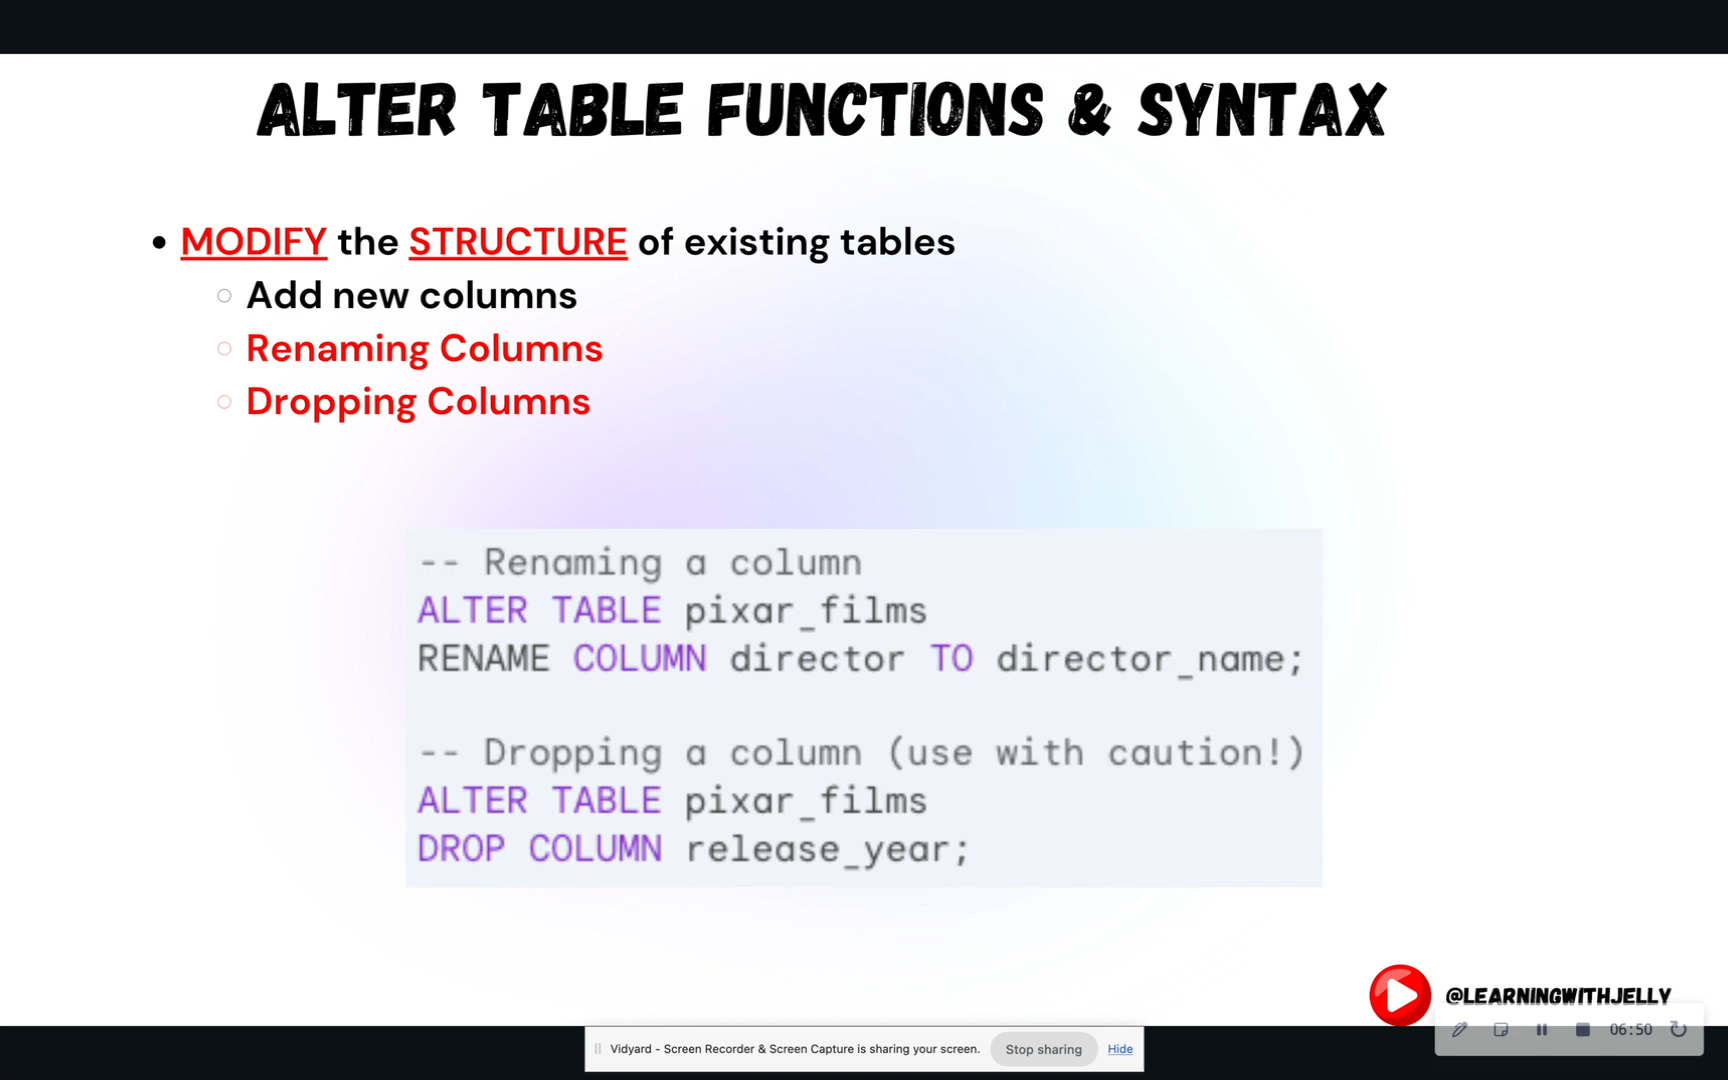 ALTER TABLE FUNCTIONS & SYNTAX
• MODIFY the STRUCTURE of existing tables
○ Add new columns
○ Renaming Columns
○ Dropping Columns
-- Renaming a column
ALTER TABLE pixar_films
RENAME COLUMN director TO director_name;
-- Dropping a column (use with caution!)
ALTER TABLE pixar_films
DROP COLUMN release_year;
@LEARNINGWITHJELLY
06:50
Vidyard - Screen Recorder & Screen Capture is sharing your screen. Stop sharing Hide